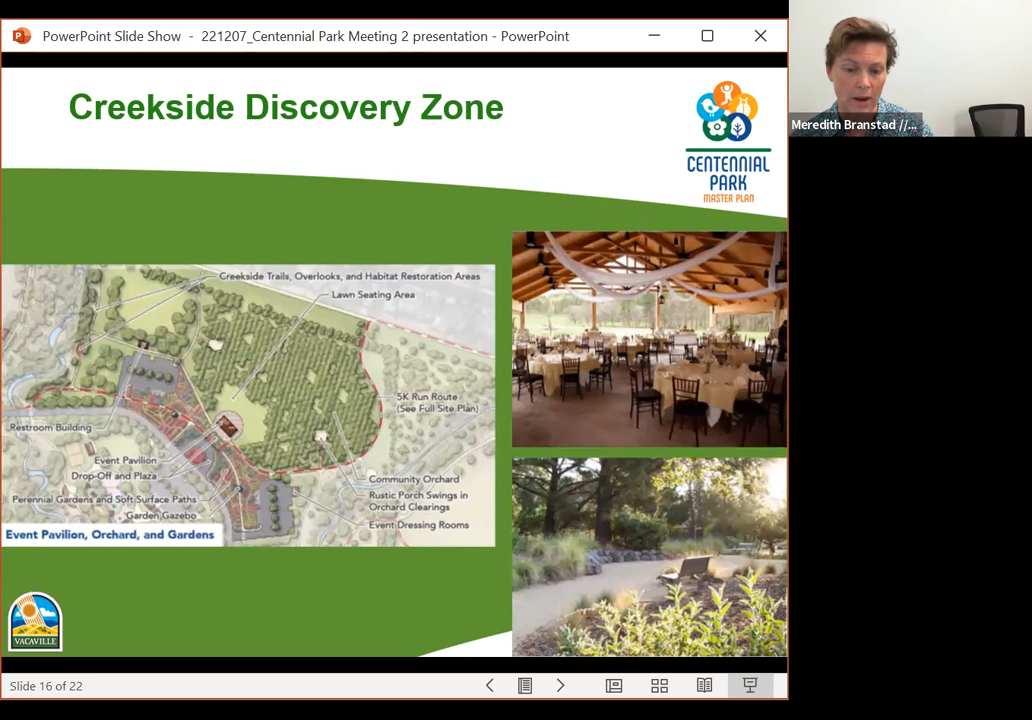 PowerPoint Slide Show - 221207_Centennial Park Meeting 2 presentation - PowerPoint
Meredith Branstad //...
Creekside Discovery Zone
CENTENNIAL
PARK
MASTER PLAN
Creekside Trails, Overlooks, and Habitat Restoration Areas
Lawn Seating Area
5K Run Route
(See Full Site Plan)
Restroom Building
Event Pavilion
Drop-Off and Plaza
Perennial Gardens and Soft Surface Paths
Garden Gazebo
Community Orchard
Rustic Porch Swings in
Orchard Clearings
Event Dressing Rooms
Event Pavilion, Orchard, and Gardens
VACAVILLE
Slide 16 of 22